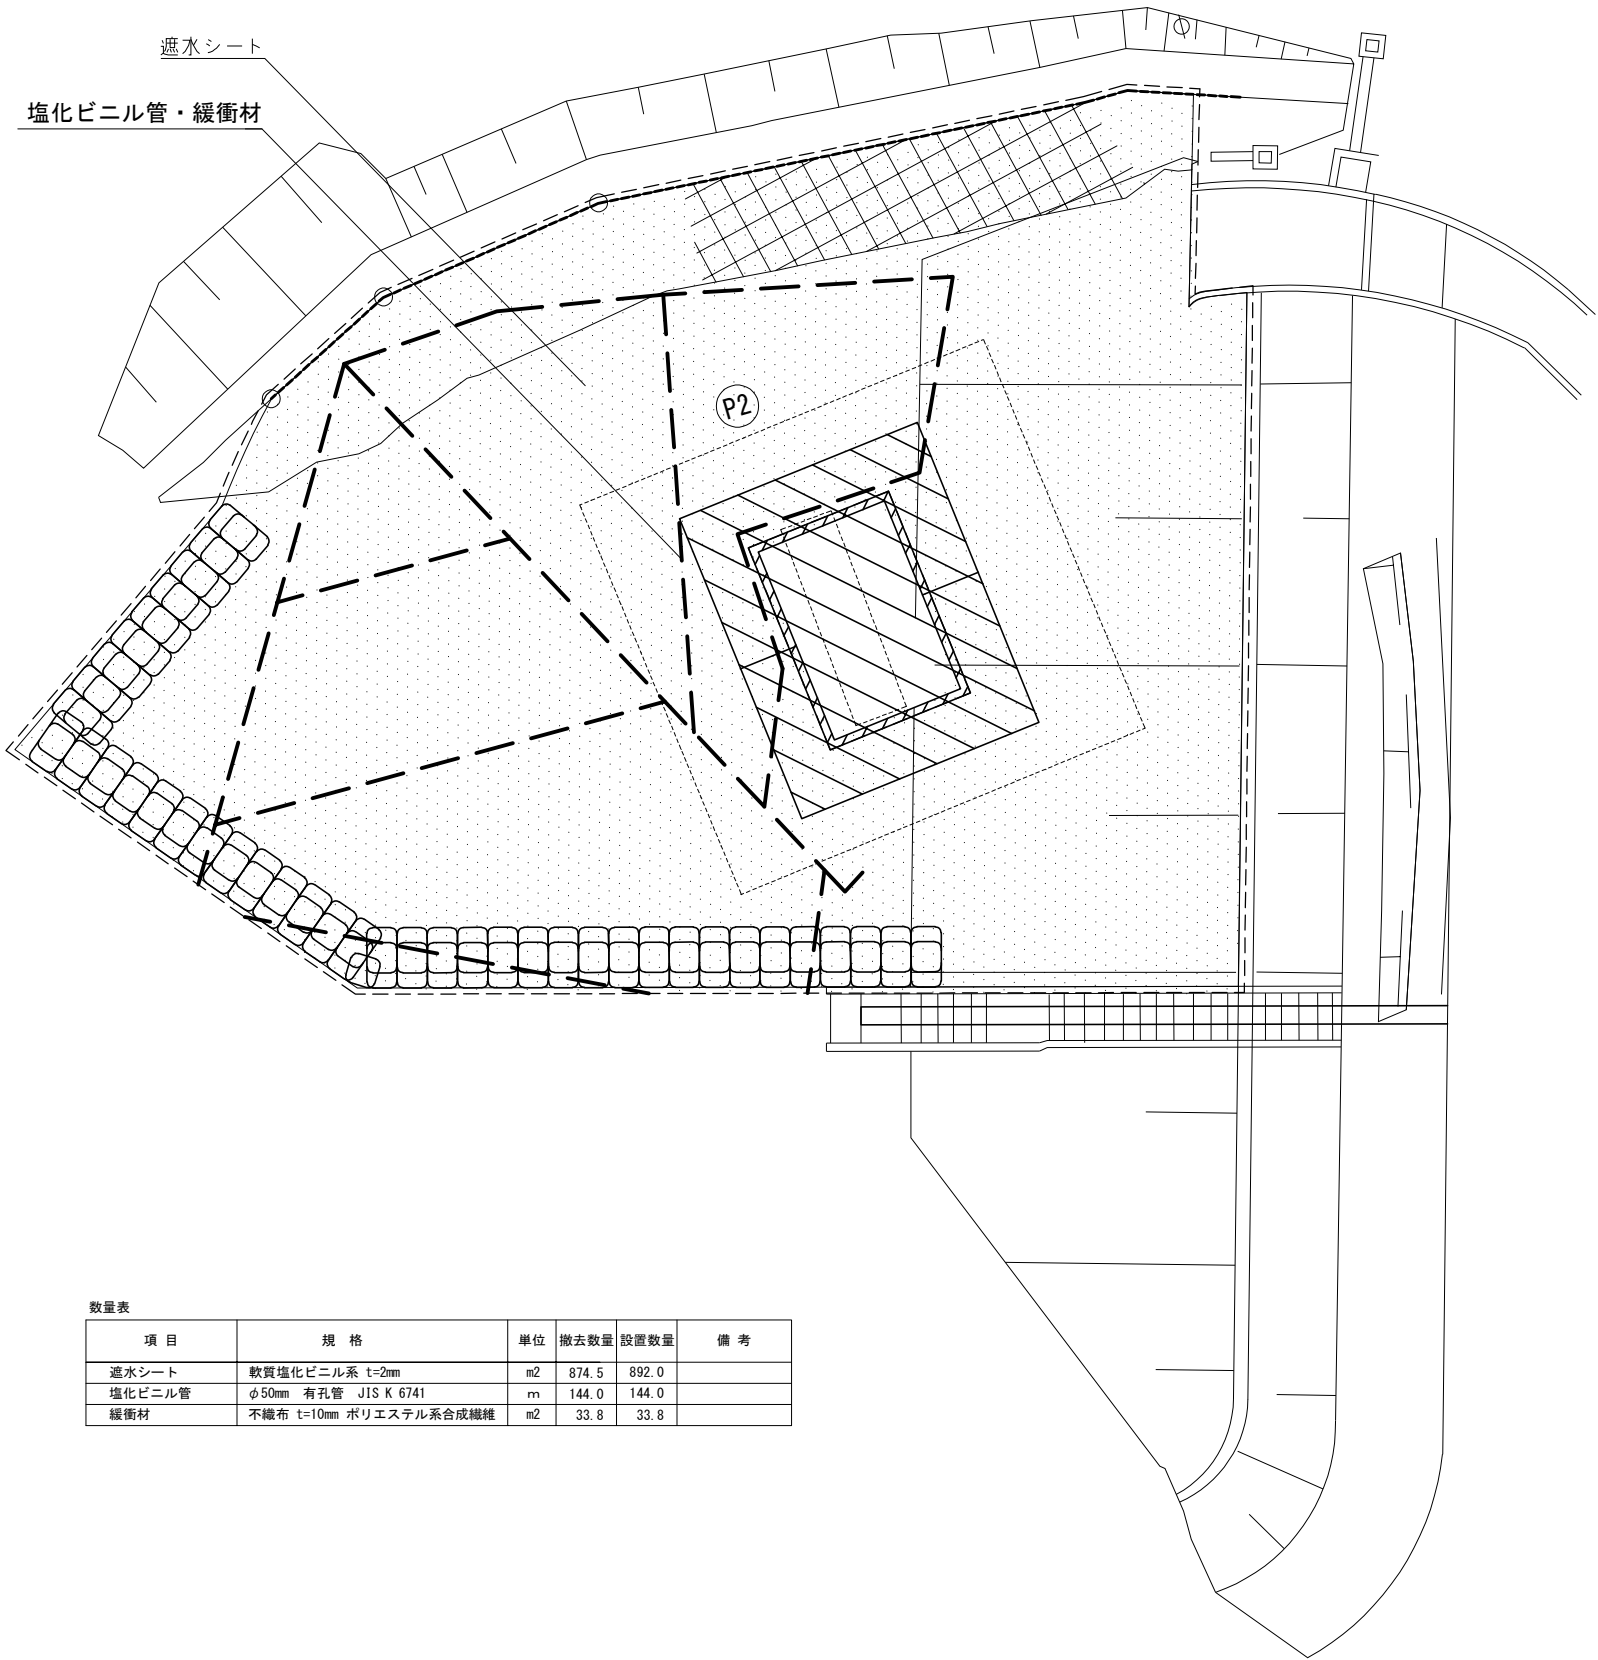 遮水シート
塩化ビニル管・緩衝材
P2
数量表
項 目 規 格 単位 撤去数量 設置数量 備 考
遮水シート 軟質塩化ビニル系 t=2mm m2 874.5 892.0
塩化ビニル管 φ50mm 有孔管 JIS K 6741 m 144.0 144.0
緩衝材 不織布 t=10mm ポリエステル系合成繊維 m2 33.8 33.8